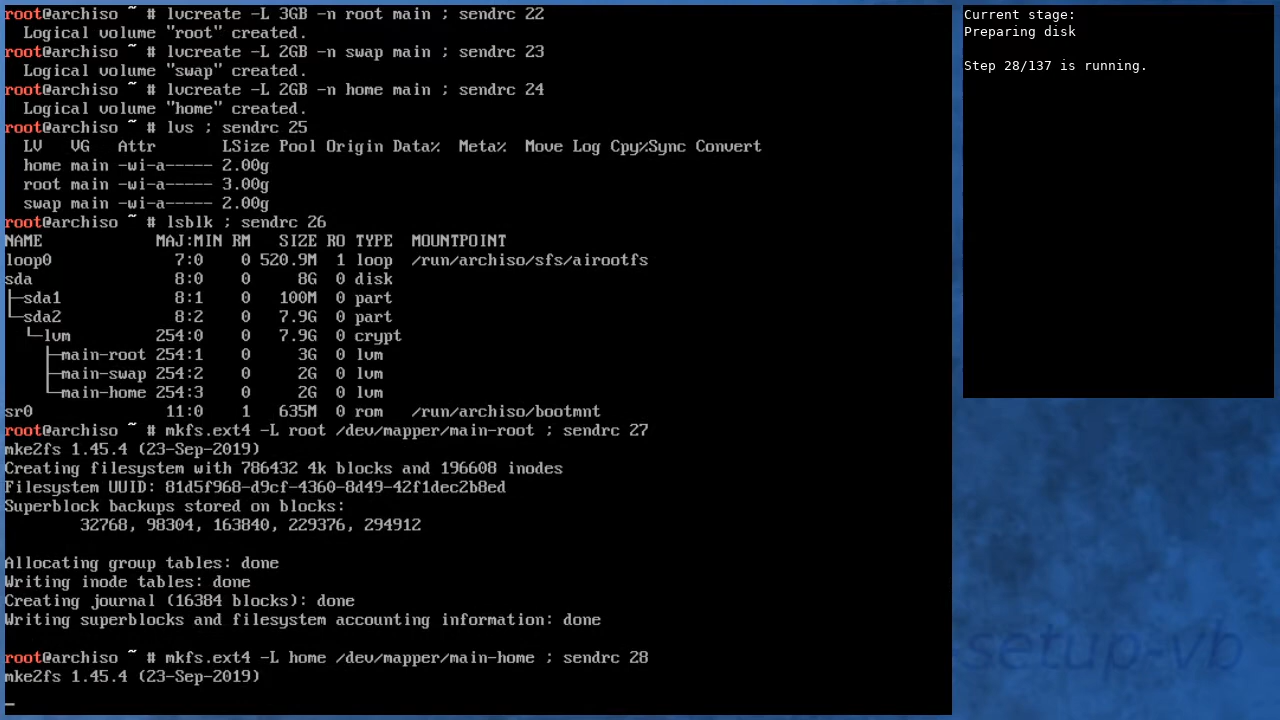 root@archiso ~ # lvcreate -L 3GB -n root main ; sendrc 22
  Logical volume "root" created.
root@archiso ~ # lvcreate -L 2GB -n swap main ; sendrc 23
  Logical volume "swap" created.
root@archiso ~ # lvcreate -L 2GB -n home main ; sendrc 24
  Logical volume "home" created.
root@archiso ~ # lvs ; sendrc 25
  LV   VG   Attr       LSize Pool Origin Data%  Meta%  Move Log Cpy%Sync Convert
  home main -wi-a----- 2.00g
  root main -wi-a----- 3.00g
  swap main -wi-a----- 2.00g
root@archiso ~ # lsblk ; sendrc 26
NAME            MAJ:MIN RM   SIZE RO TYPE  MOUNTPOINT
loop0             7:0    0 520.9M  1 loop  /run/archiso/sfs/airootfs
sda               8:0    0     8G  0 disk
├─sda1            8:1    0   100M  0 part
└─sda2            8:2    0   7.9G  0 part
  └─lvm         254:0    0   7.9G  0 crypt
    ├─main-root 254:1    0     3G  0 lvm
    ├─main-swap 254:2    0     2G  0 lvm
    └─main-home 254:3    0     2G  0 lvm
sr0              11:0    1   635M  0 rom   /run/archiso/bootmnt
root@archiso ~ # mkfs.ext4 -L root /dev/mapper/main-root ; sendrc 27
mke2fs 1.45.4 (23-Sep-2019)
Creating filesystem with 786432 4k blocks and 196608 inodes
Filesystem UUID: 81d5f968-d9cf-4360-8d49-42f1dec2b8ed
Superblock backups stored on blocks:
        32768, 98304, 163840, 229376, 294912

Allocating group tables: done
Writing inode tables: done
Creating journal (16384 blocks): done
Writing superblocks and filesystem accounting information: done

root@archiso ~ # mkfs.ext4 -L home /dev/mapper/main-home ; sendrc 28
mke2fs 1.45.4 (23-Sep-2019)
Current stage:
Preparing disk

Step 28/137 is running.
setup-vb